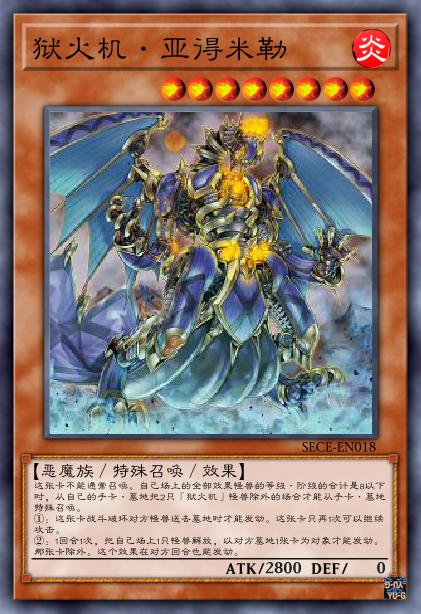 狱火机·亚得米勒
炎
SECE-EN018
【恶魔族／特殊召唤／效果】
这张卡不能通常召唤。自己场上的全部效果怪兽的等级·阶级的合计是8以下
时，从自己的手卡·墓地把2只「狱火机」怪兽除外的场合才能从手卡·墓地
特殊召唤。
①：这张卡战斗破坏对方怪兽送去墓地时才能发动。这张卡只再1次可以继续
攻击。
②：1回合1次，把自己场上1只怪兽解放，以对方墓地1张卡为对象才能发动。
那张卡除外。这个效果在对方回合也能发动。
ATK/2800 DEF/ 0